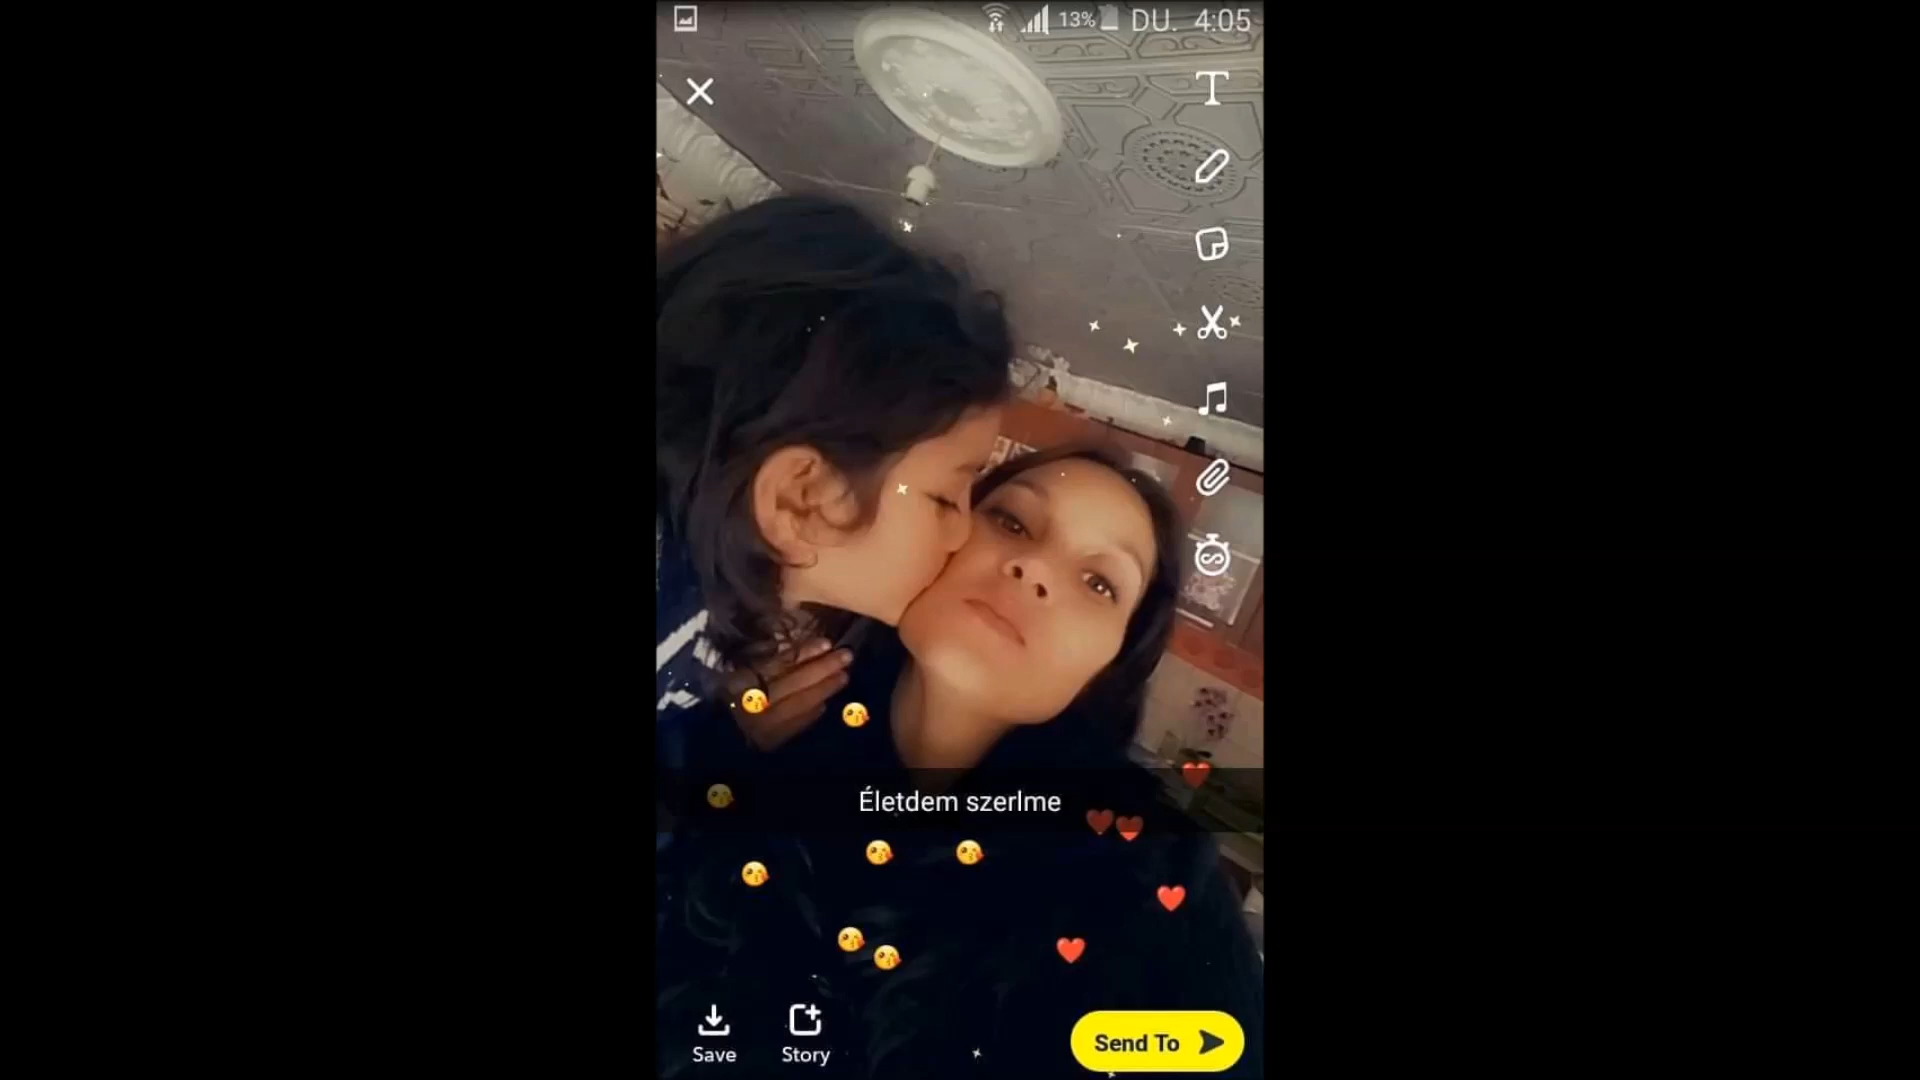 13% DU. 4:05
T
Életdem szerlme
Save
Story
Send To